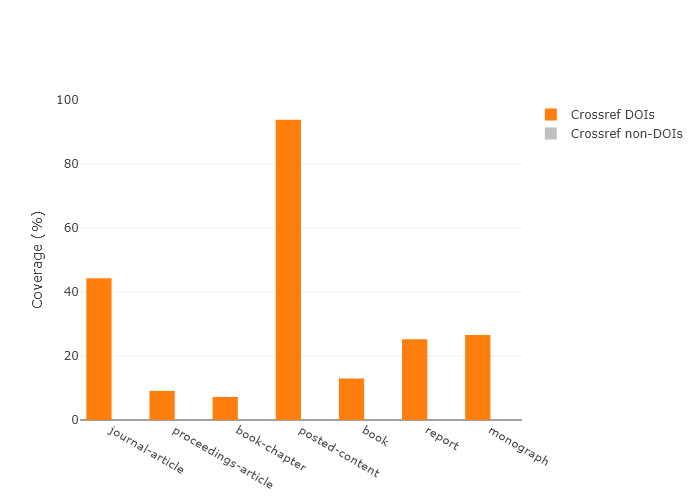 100
80
60
40
20
0
Coverage (%)
journal-article
proceedings-article
book-chapter
posted-content
book
report
monograph
Crossref DOIs
Crossref non-DOIs